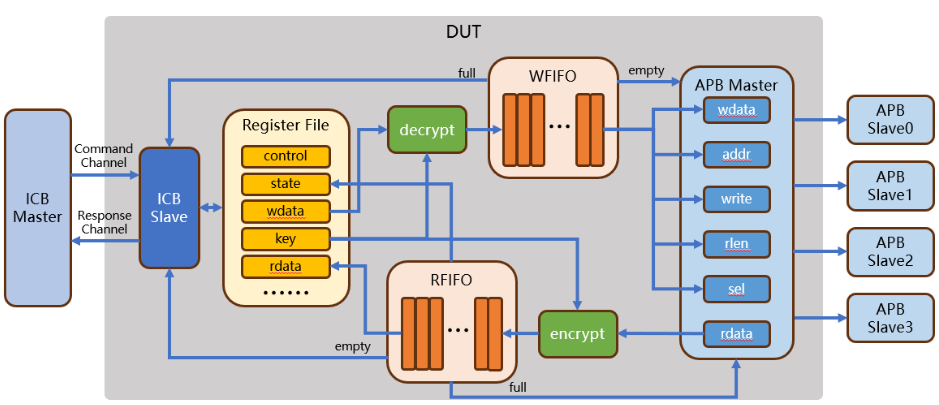 DUT
full
WFIFO
empty
APB Master
Register File
decrypt
...
wdata
APB
Slave0
Command
Channel
control
addr
ICB
Master
ICB
Slave
state
write
APB
Slave1
wdata
Response
Channel
key
rlen
APB
Slave2
rdata
RFIFO
sel
......
...
encrypt
rdata
APB
Slave3
empty
full